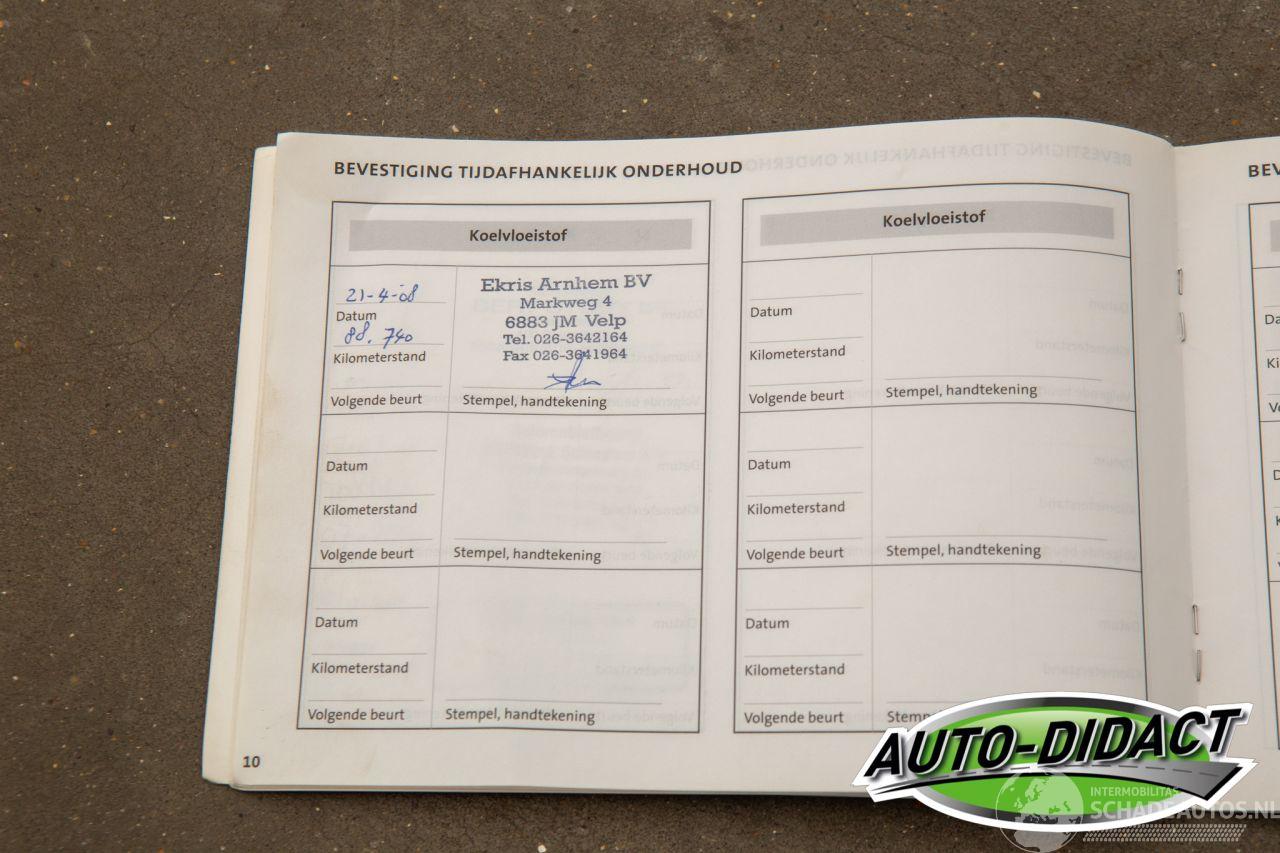 BEVESTIGING TIJDAFHANKELIJK ONDERHOUD
Koelvloeistof
21-4-08
Datum
88.740
Kilometerstand
Volgende beurt
Ekris Arnhem BV
Markweg 4
6883 JM Velp
Tel. 026-3642164
Fax 026-3641964
Stempel, handtekening
Datum
Kilometerstand
Volgende beurt
Stempel, handtekening
Datum
Kilometerstand
Volgende beurt
Stempel, handtekening
10
Koelvloeistof
Datum
Kilometerstand
Volgende beurt
Stempel, handtekening
Datum
Kilometerstand
Volgende beurt
Stempel, handtekening
Datum
Kilometerstand
Volgende beurt
AUTO-DIDACT
INTERMOBILITAS
SCHADEAUTOS.NL